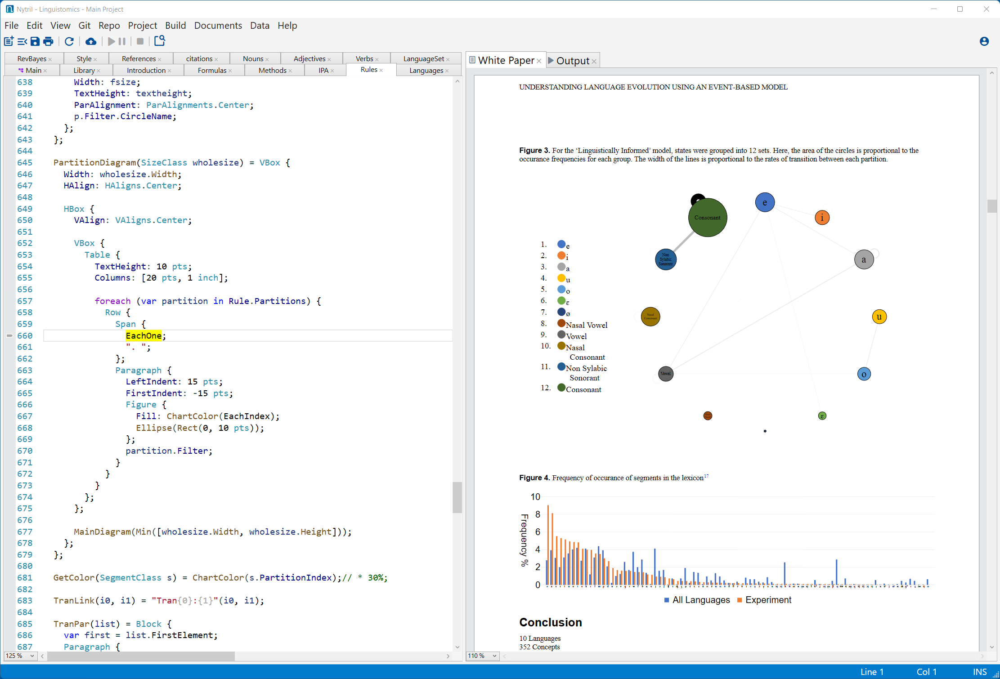 Nytril - Linguistomics - Main Project
File Edit View Git Repo Project Build Documents Data Help
RevBayes Style References citations Nouns Adjectives Verbs LanguageSet
Main Library Introduction Formulas Methods IPA Rules Languages
638 Width: fsize;
639 TextHeight: textheight;
640 ParAlignment: ParAlignments.Center;
641 p.Filter.CircleName;
642 };
643 };
644
645 PartitionDiagram(SizeClass wholesize) = VBox {
646 Width: wholesize.Width;
647 HAlign: HAligns.Center;
648
649 HBox {
650 VAlign: VAligns.Center;
651
652 VBox {
653 Table {
654 TextHeight: 10 pts;
655 Columns: [20 pts, 1 inch];
656
657 foreach (var partition in Rule.Partitions) {
658 Row {
659 Span {
660 EachOne;
661 ". ";
662 };
663 Paragraph {
664 LeftIndent: 15 pts;
665 FirstIndent: -15 pts;
666 Figure {
667 Fill: ChartColor(EachIndex);
668 Ellipse(Rect(0, 10 pts));
669 };
670 partition.Filter;
671 }
672 }
673 }
674 };
675 };
676
677 MainDiagram(Min([wholesize.Width, wholesize.Height]));
678 };
679 };
680
681 GetColor(SegmentClass s) = ChartColor(s.PartitionIndex);// * 30%;
682
683 TranLink(i0, i1) = "Tran{0}:{1}"(i0, i1);
684
685 TranPar(list) = Block {
686 var first = list.FirstElement;
687 Paragraph {
125 %
White Paper Output
UNDERSTANDING LANGUAGE EVOLUTION USING AN EVENT-BASED MODEL
Figure 3. For the ‘Linguistically Informed’ model, states were grouped into 12 sets. Here, the area of the circles is proportional to the
occurance frequencies for each group. The width of the lines is proportional to the rates of transition between each partition.
1. e
2. i
3. a
4. u
5. o
6. ε
7. ø
8. Nasal Vowel
9. Vowel
10. Nasal
Consonant
11. Non Sylabic
Sonorant
12. Consonant
e
Consonant
i
Non
Sylabic
Sonorant
a
Nasal
Consonant
u
Vowel
o
ε
Figure 4. Frequency of occurance of segments in the lexicon17
Frequency %
10
8
6
4
2
0
All Languages Experiment
Conclusion
10 Languages
352 Concepts
110 %
Line 1 Col 1 INS